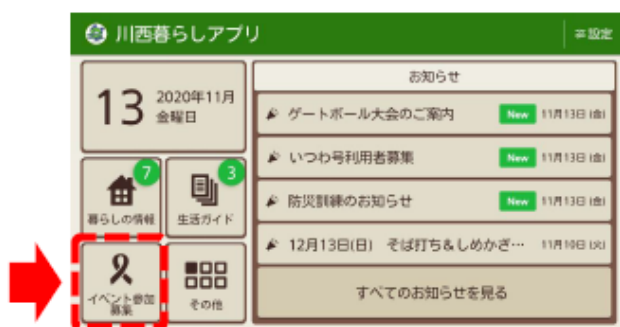 川西暮らしアプリ
設定
13
2020年11月
金曜日
お知らせ
ゲートボール大会のご案内 New 11月13日(金)
いつわ号利用者募集 New 11月13日(金)
防災訓練のお知らせ New 11月13日(金)
12月13日(日) そば打ち&しめかざ… 11月10日(火)
すべてのお知らせを見る
7
暮らしの情報
3
生活ガイド
イベント参加
募集
その他